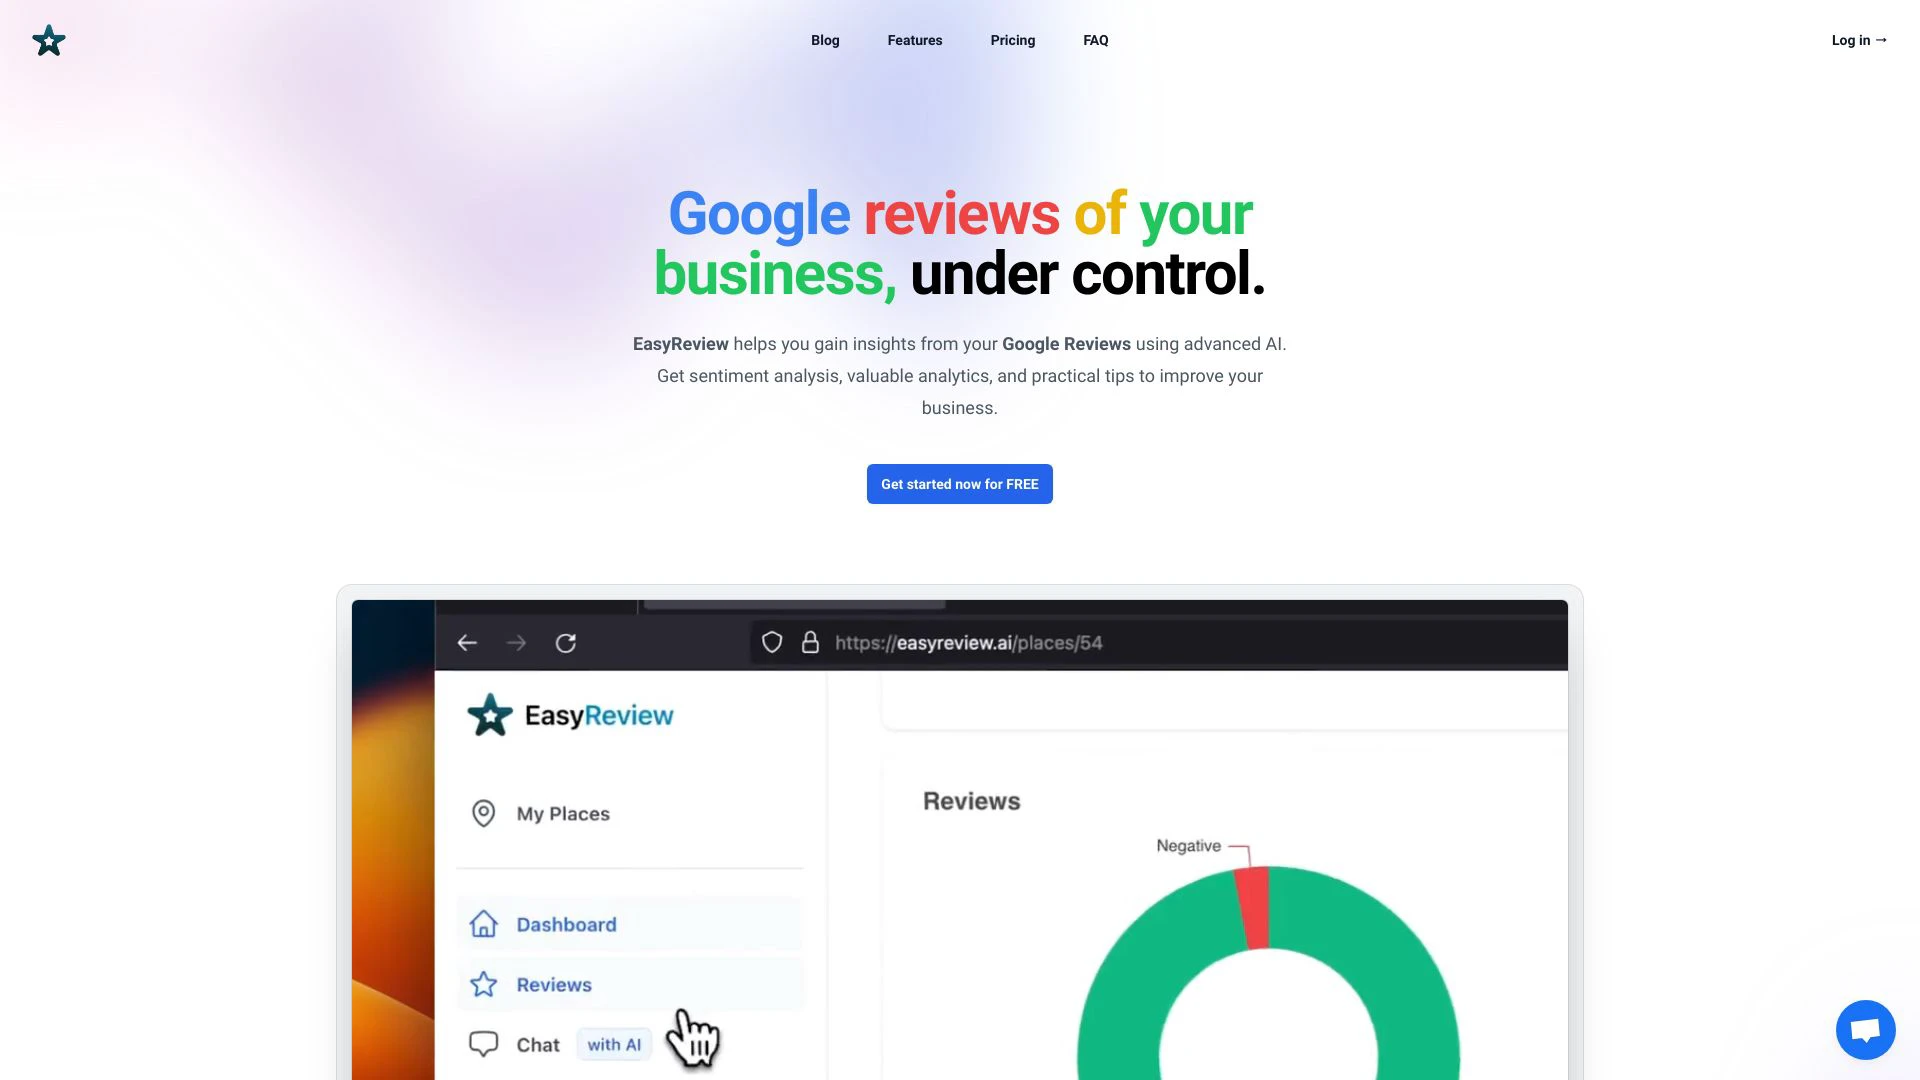 Blog
Features
Pricing
FAQ
Log in →
Google reviews of your
business, under control.
EasyReview helps you gain insights from your Google Reviews using advanced AI.
Get sentiment analysis, valuable analytics, and practical tips to improve your
business.
Get started now for FREE
https://easyreview.ai/places/54
EasyReview
My Places
Dashboard
Reviews
Chat with AI
Reviews
Negative